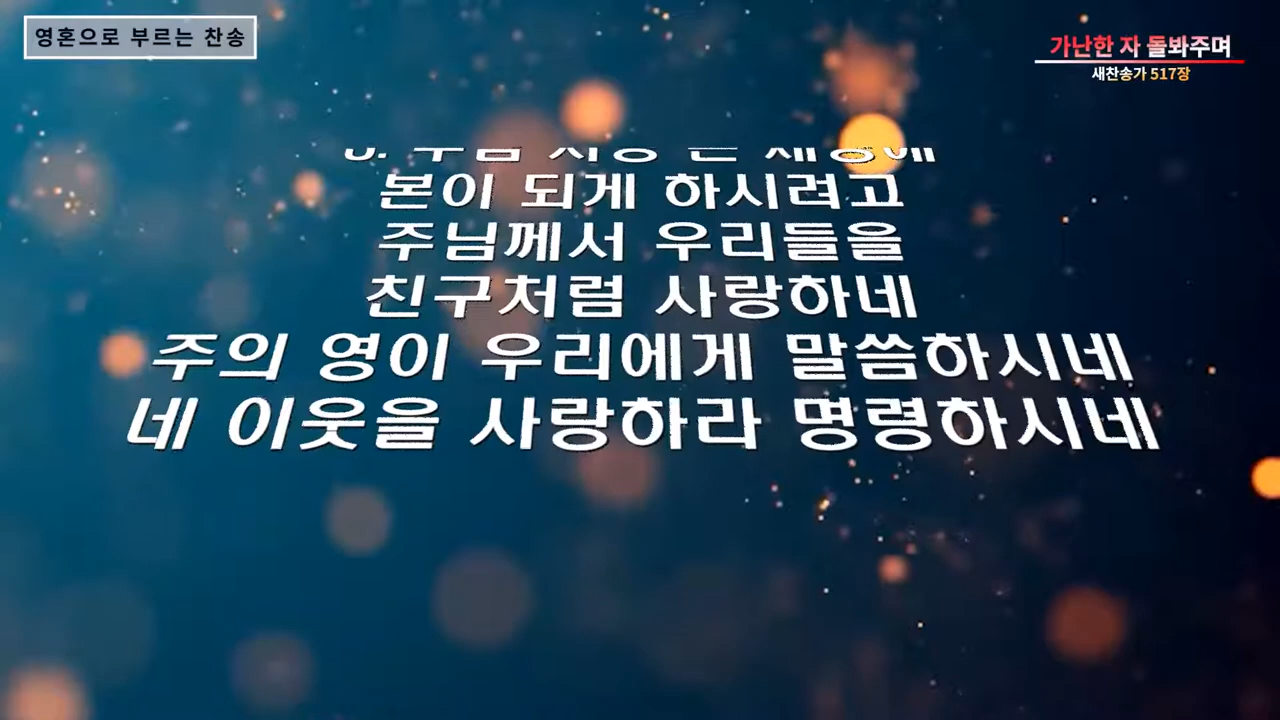 영혼으로 부르는 찬송
가난한 자 돌봐주며
새찬송가 517장
본이 되게 하시려고
주님께서 우리들을
친구처럼 사랑하네
주의 영이 우리에게 말씀하시네
네 이웃을 사랑하라 명령하시네